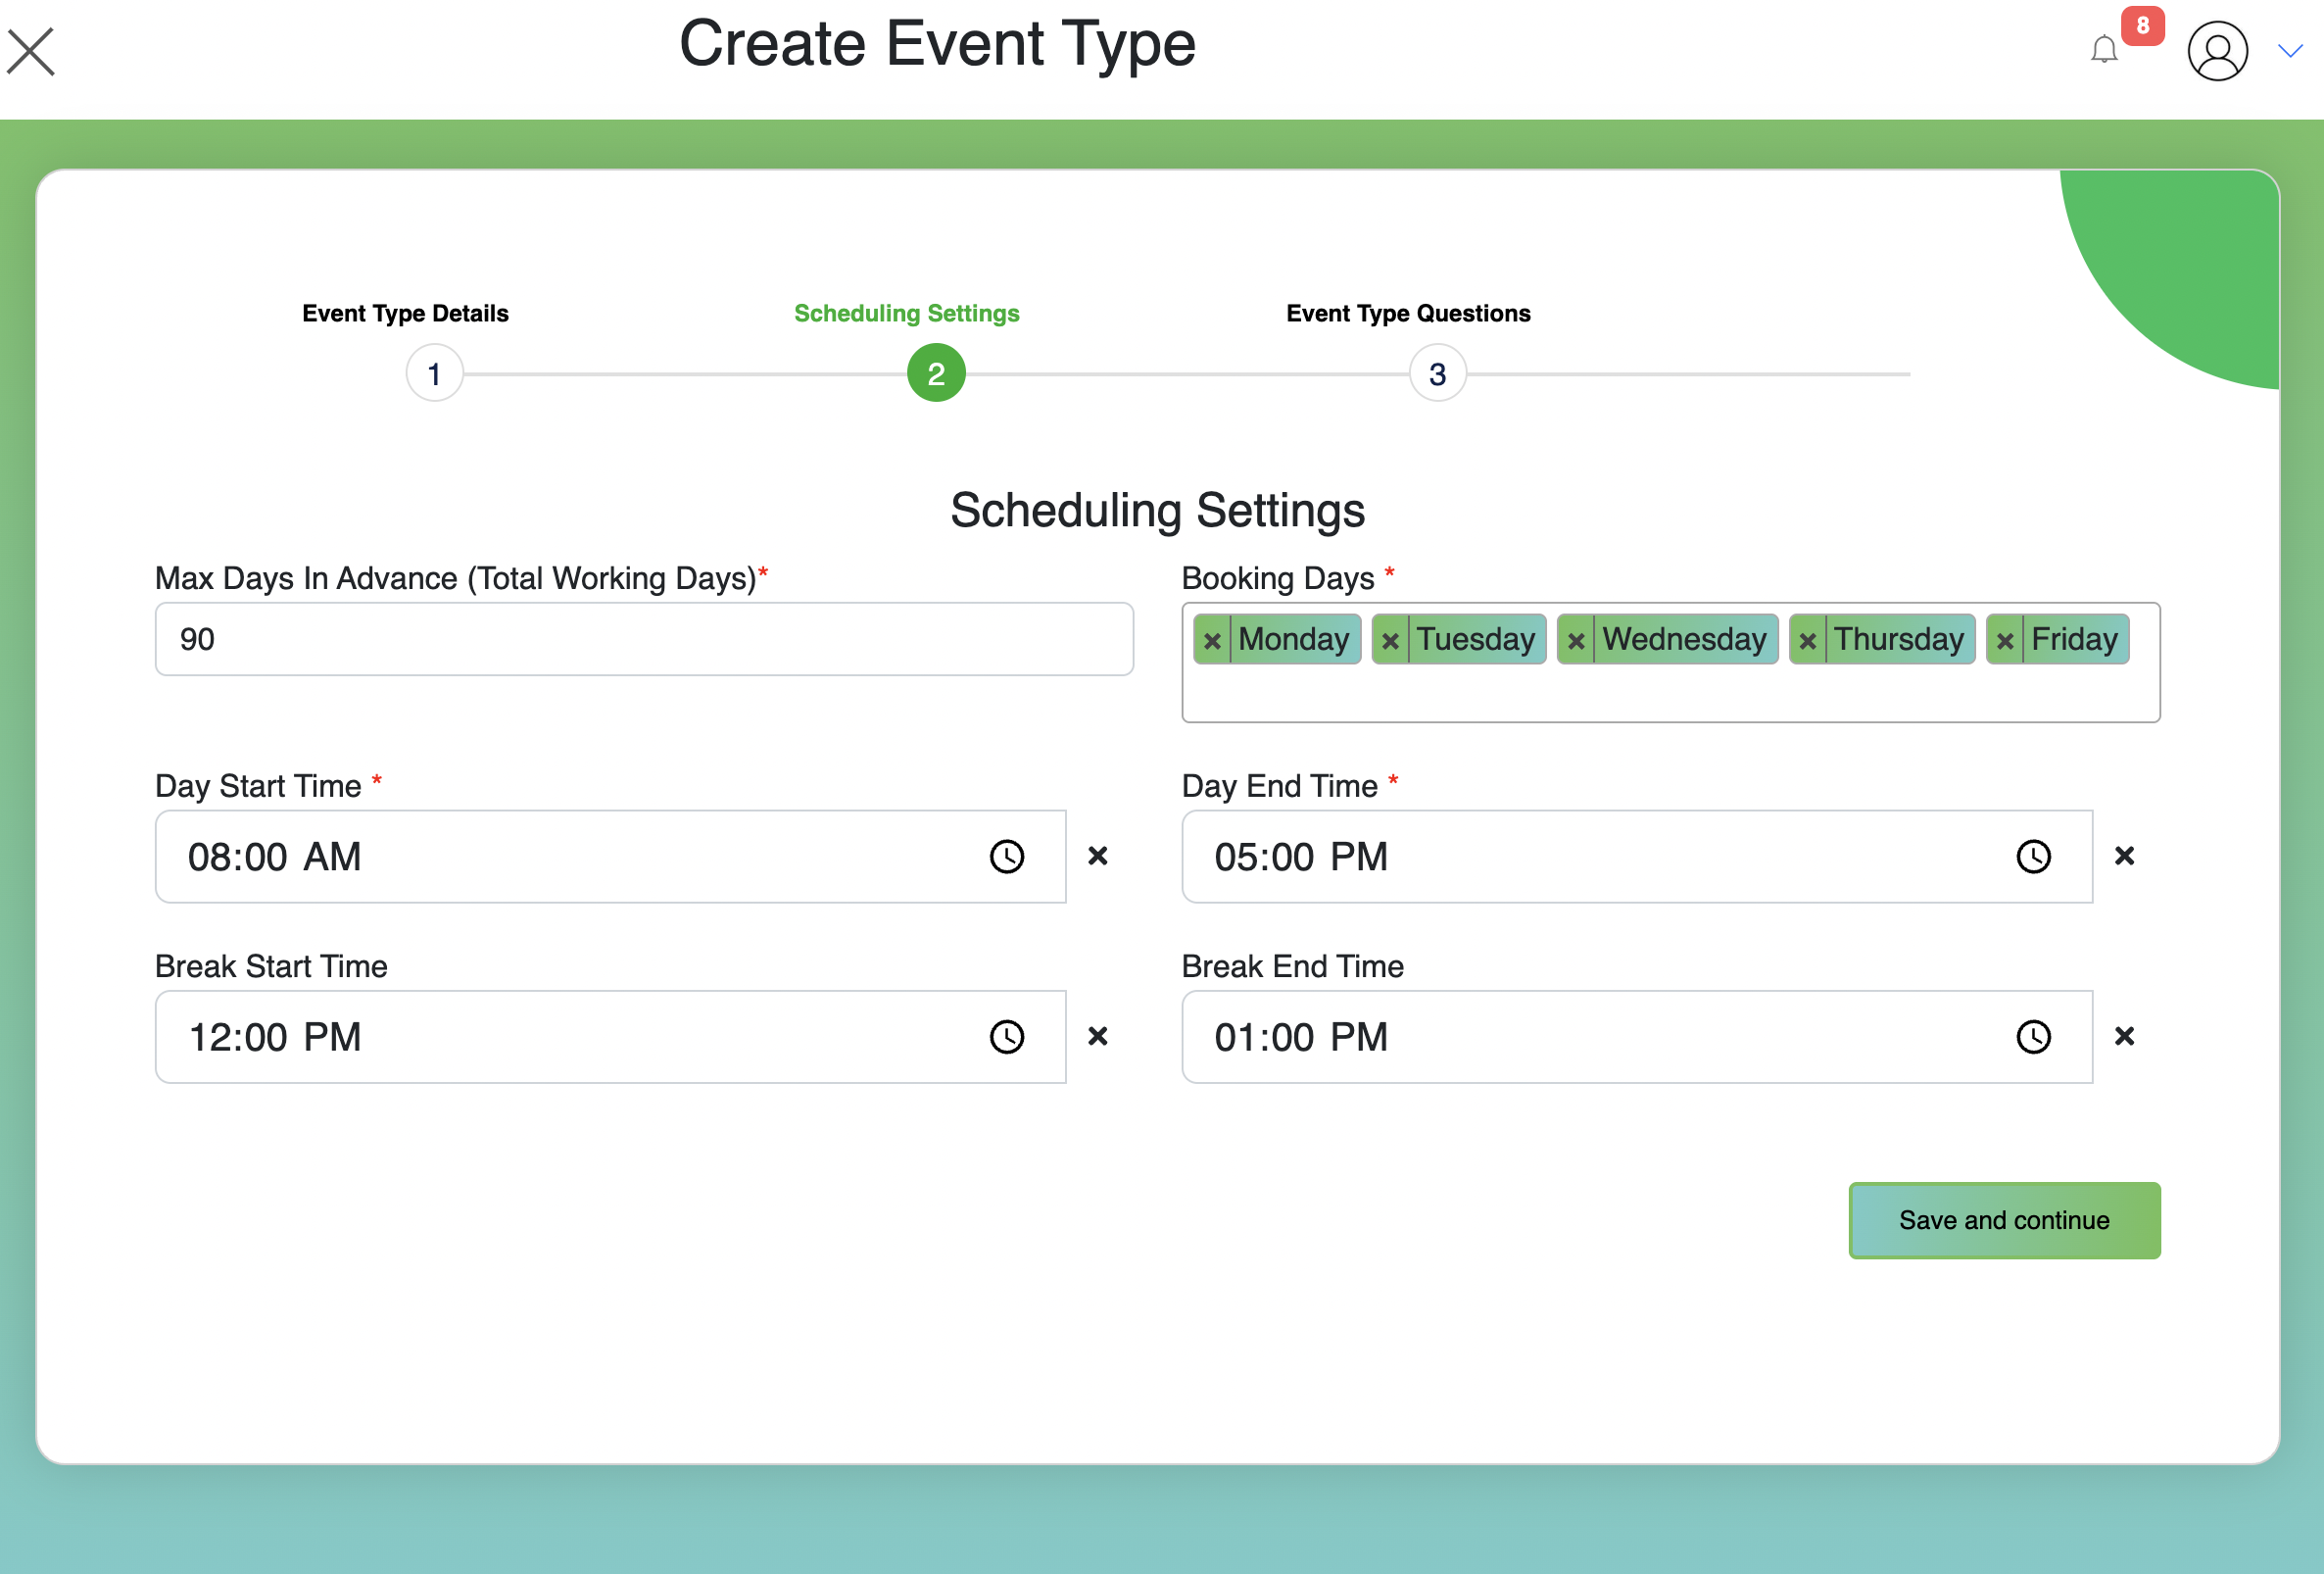 Create Event Type
8
Event Type Details
Scheduling Settings
Event Type Questions
1
2
3
Scheduling Settings
Max Days In Advance (Total Working Days)*
Booking Days *
90
× Monday × Tuesday × Wednesday × Thursday × Friday
Day Start Time *
Day End Time *
08:00 AM ×
05:00 PM ×
Break Start Time
Break End Time
12:00 PM ×
01:00 PM ×
Save and continue